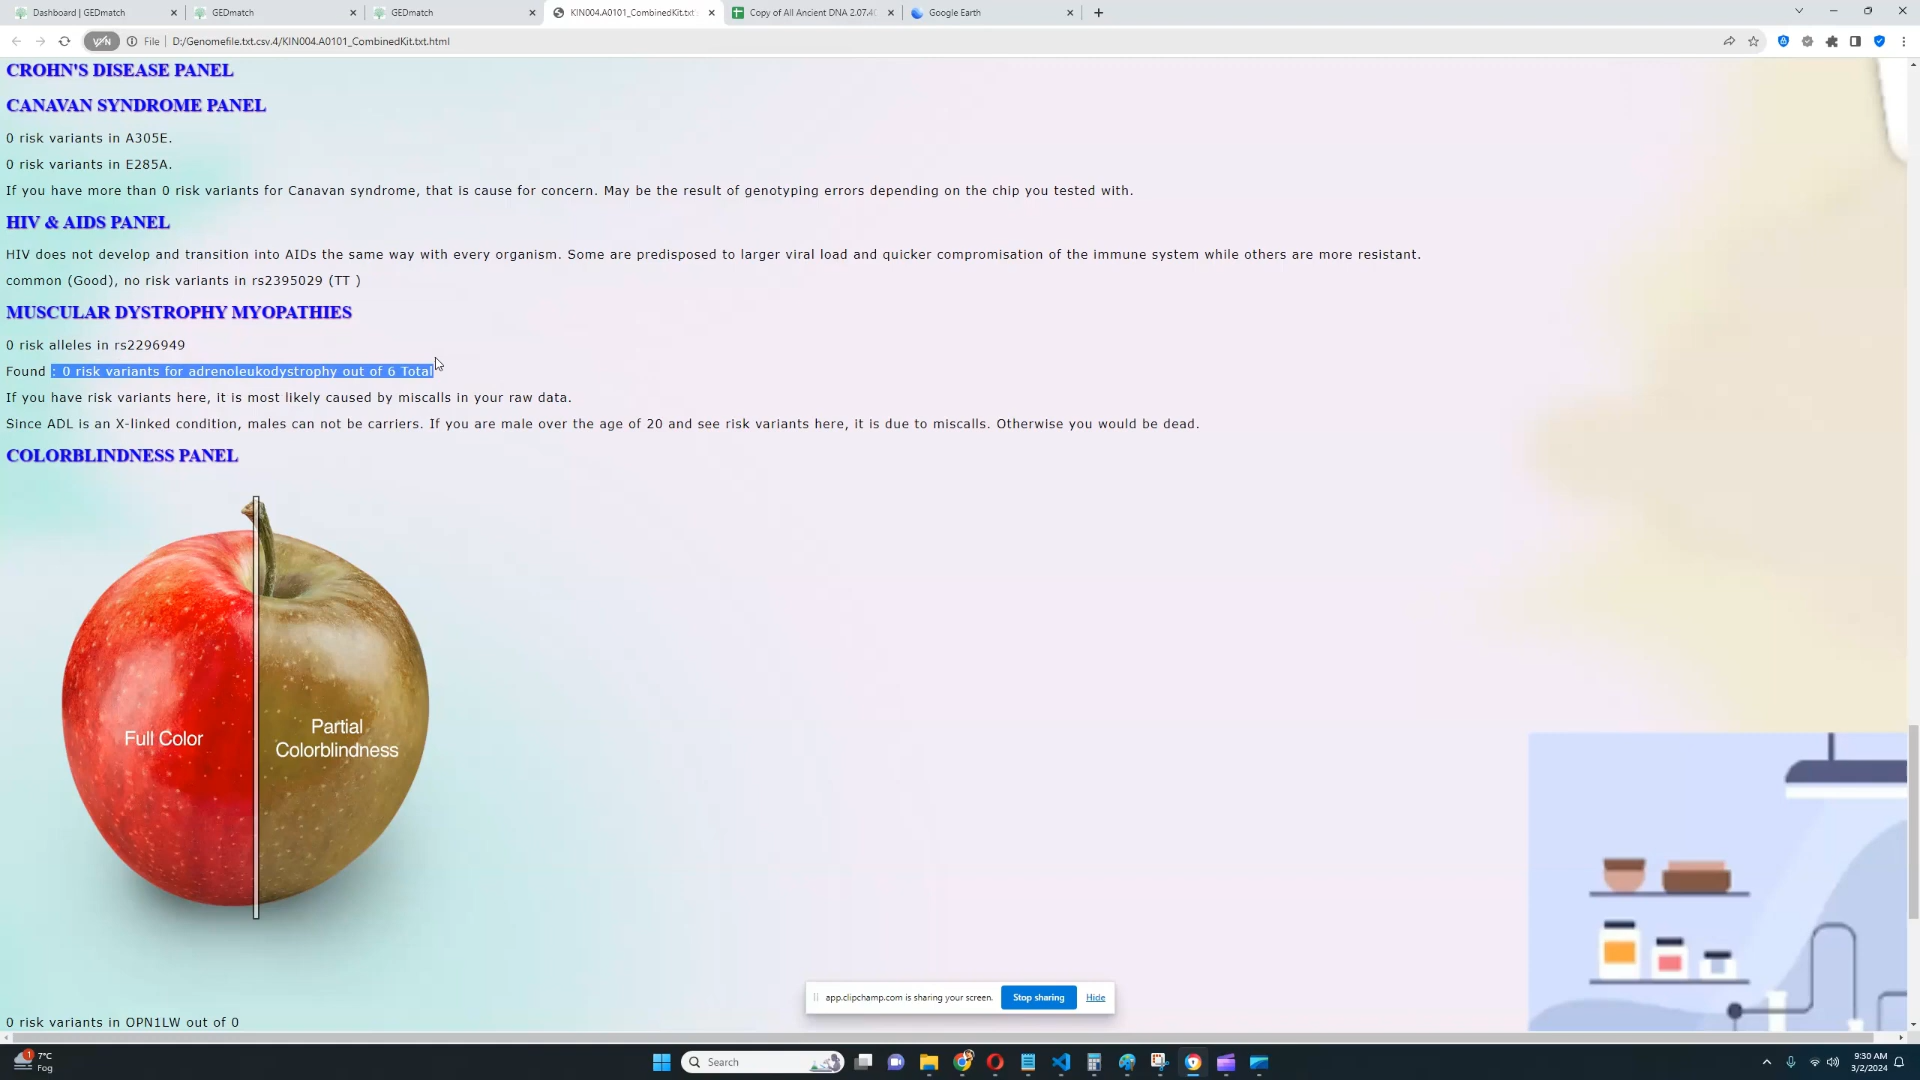 Dashboard | GEDmatch
GEDmatch
GEDmatch
KIN004.A0101_CombinedKit.txt
Copy of All Ancient DNA 2.07.
Google Earth
File
D:/Genomefile.txt.csv.4/KIN004.A0101_CombinedKit.txt.html
CROHN'S DISEASE PANEL
CANAVAN SYNDROME PANEL
0 risk variants in A305E.
0 risk variants in E285A.
If you have more than 0 risk variants for Canavan syndrome, that is cause for concern. May be the result of genotyping errors depending on the chip you tested with.
HIV & AIDS PANEL
HIV does not develop and transition into AIDs the same way with every organism. Some are predisposed to larger viral load and quicker compromisation of the immune system while others are more resistant.
common (Good), no risk variants in rs2395029 (TT )
MUSCULAR DYSTROPHY MYOPATHIES
0 risk alleles in rs2296949
Found : 0 risk variants for adrenoleukodystrophy out of 6 Total
If you have risk variants here, it is most likely caused by miscalls in your raw data.
Since ADL is an X-linked condition, males can not be carriers. If you are male over the age of 20 and see risk variants here, it is due to miscalls. Otherwise you would be dead.
COLORBLINDNESS PANEL
Full Color
Partial
Colorblindness
app.clipchamp.com is sharing your screen.
Stop sharing
Hide
0 risk variants in OPN1LW out of 0
1
7°C
Fog
Search
9:30 AM
3/2/2024